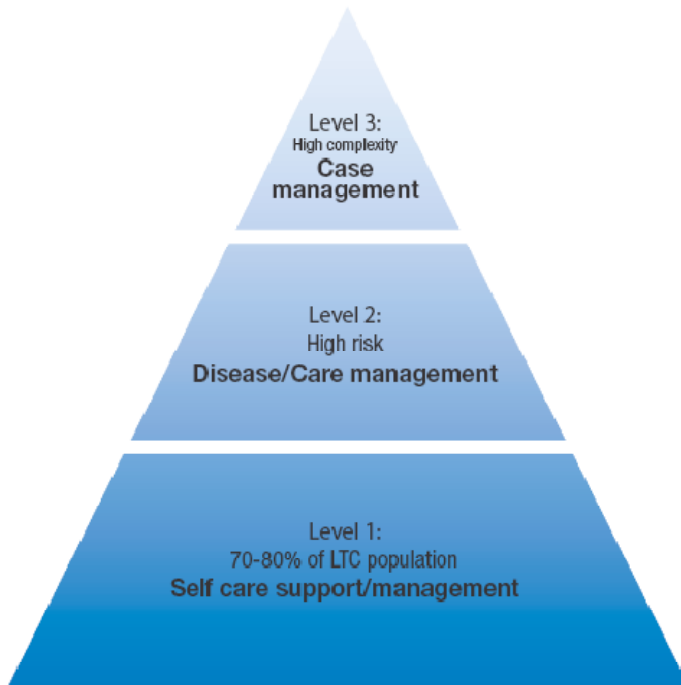 Level 3:
High complexity
Case
management
Level 2:
High risk
Disease/Care management
Level 1:
70-80% of LTC population
Self care support/management